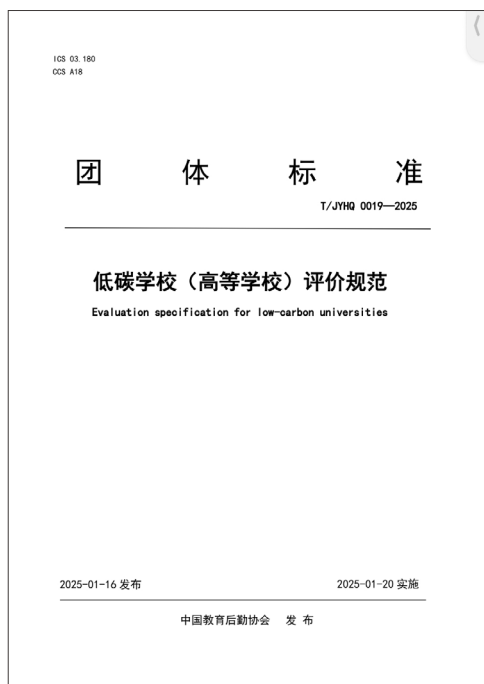 ICS 03.180
CCS A18
团体标准
T/JYHQ 0019—2025
低碳学校（高等学校）评价规范
Evaluation specification for low-carbon universities
2025-01-16 发布
2025-01-20 实施
中国教育后勤协会 发布